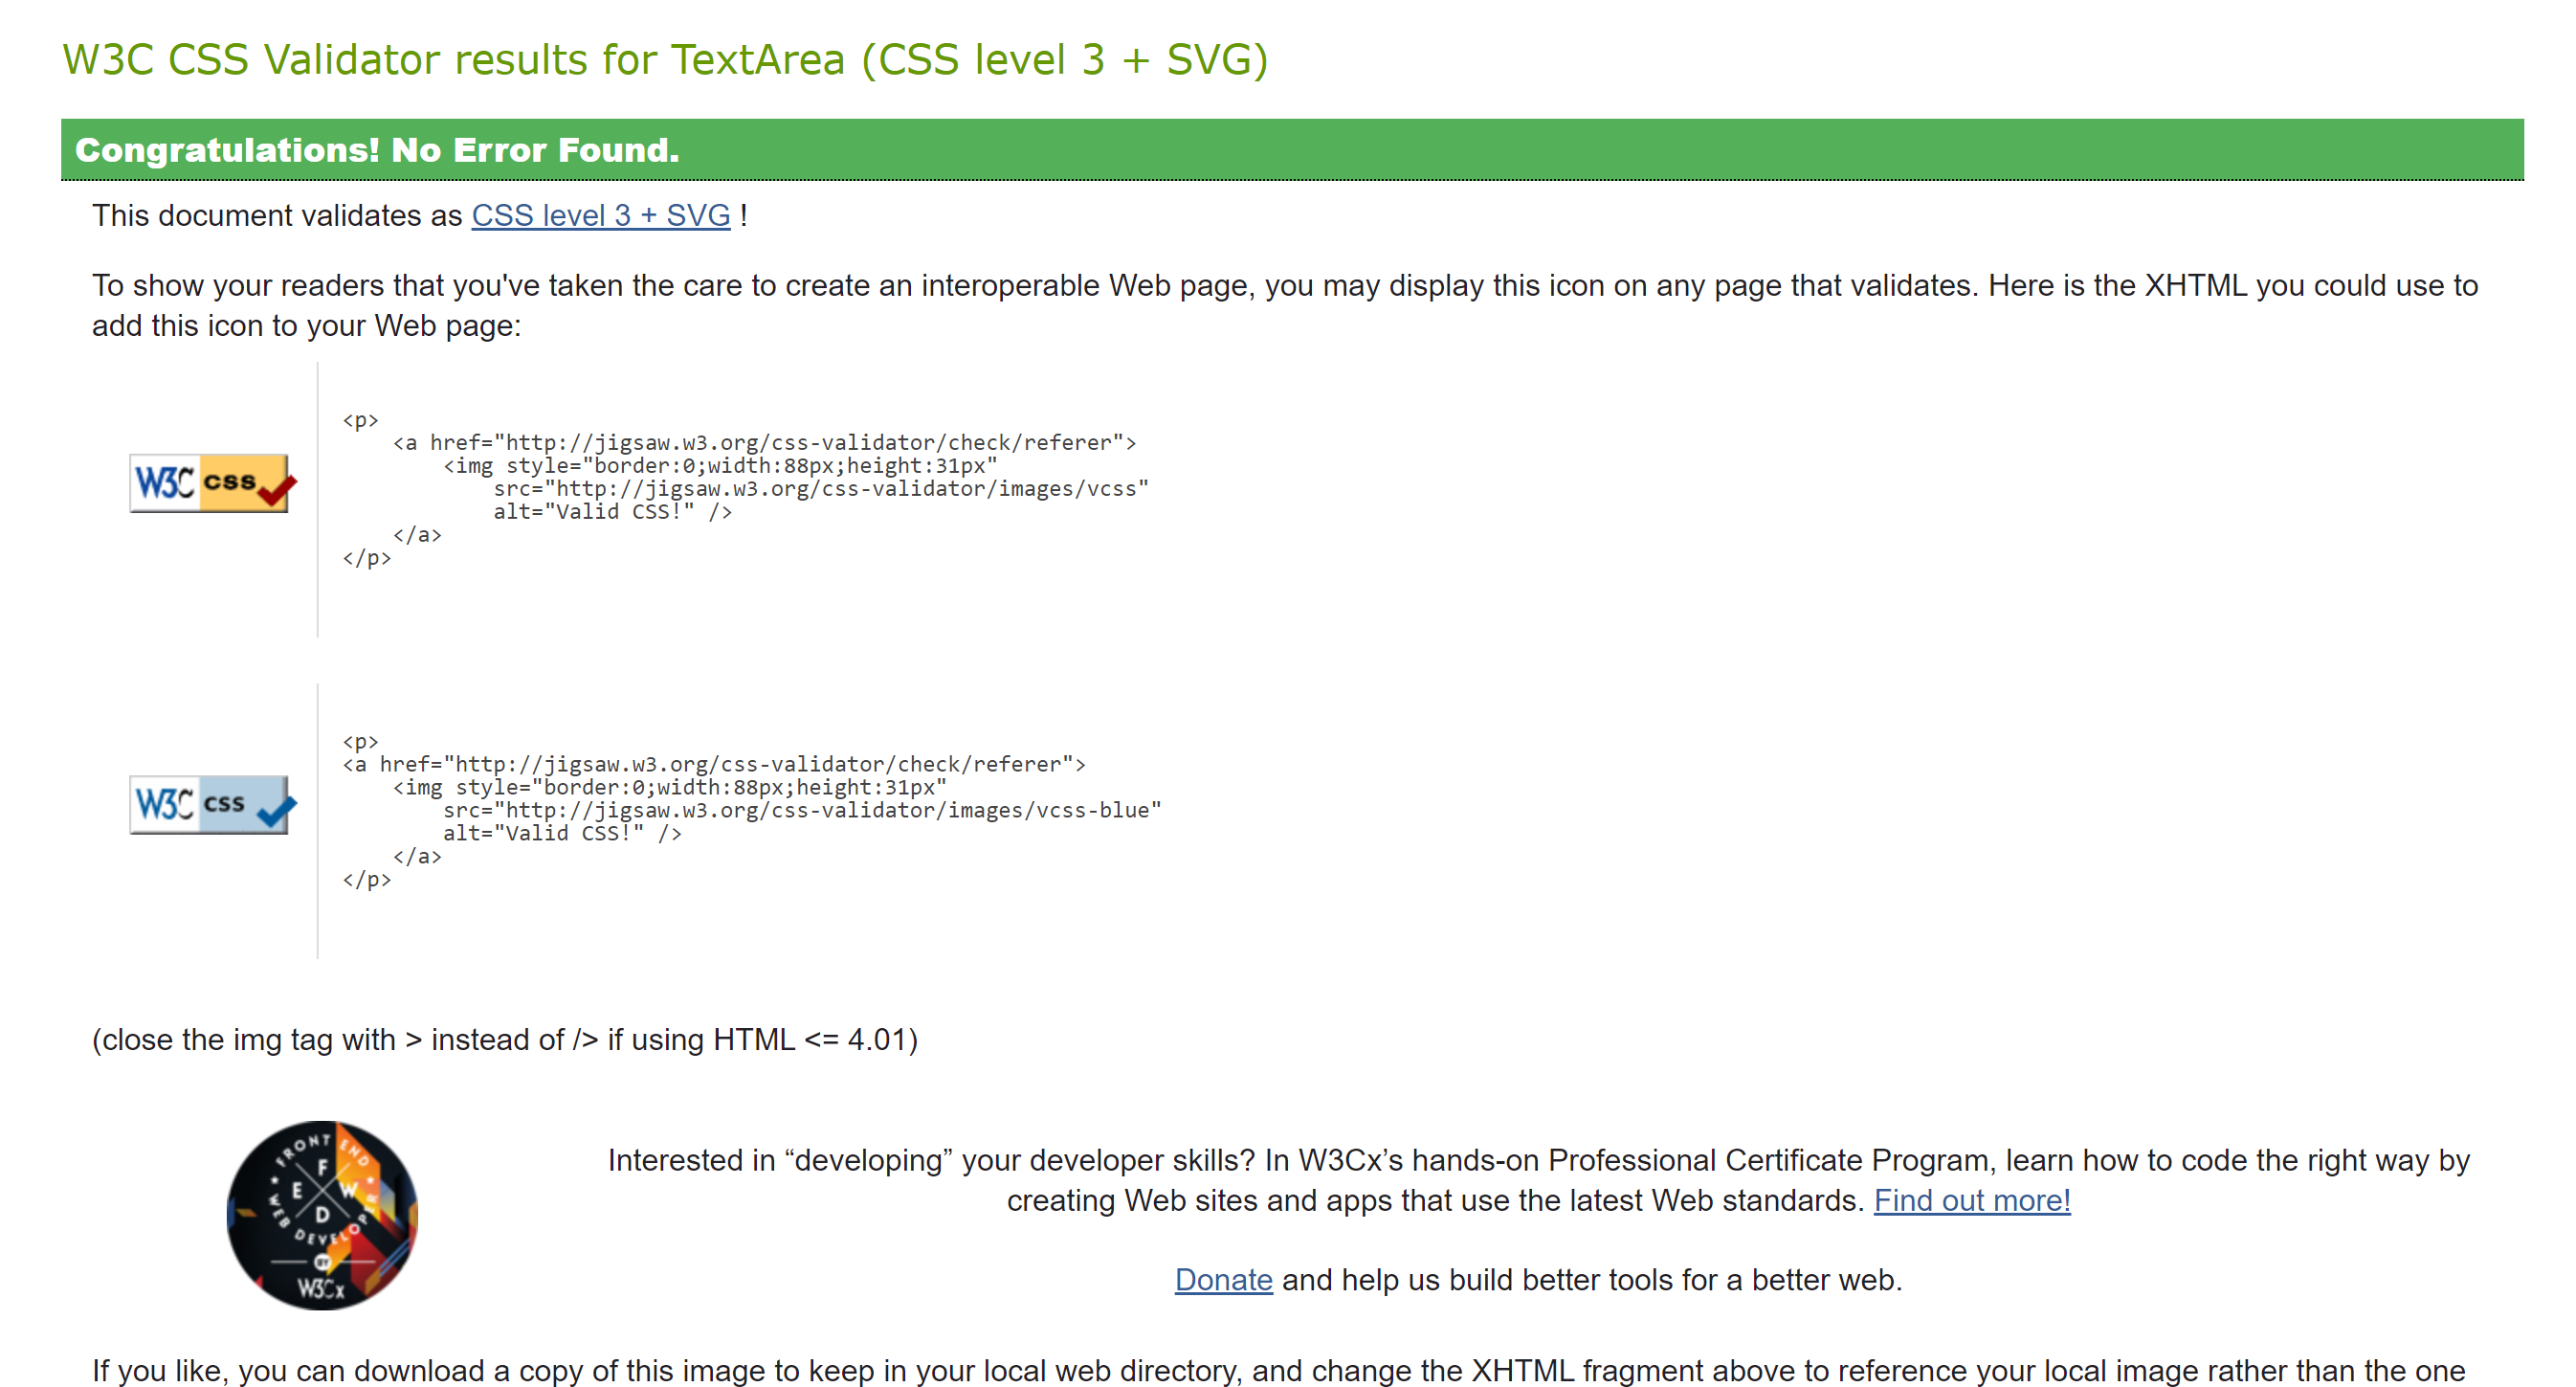 W3C CSS Validator results for TextArea (CSS level 3 + SVG)
Congratulations! No Error Found.
This document validates as CSS level 3 + SVG !
To show your readers that you've taken the care to create an interoperable Web page, you may display this icon on any page that validates. Here is the XHTML you could use to
add this icon to your Web page:
W3C css
<p>
    <a href="http://jigsaw.w3.org/css-validator/check/referer">
        <img style="border:0;width:88px;height:31px"
            src="http://jigsaw.w3.org/css-validator/images/vcss"
            alt="Valid CSS!" />
    </a>
</p>
W3C css
<p>
<a href="http://jigsaw.w3.org/css-validator/check/referer">
    <img style="border:0;width:88px;height:31px"
        src="http://jigsaw.w3.org/css-validator/images/vcss-blue"
        alt="Valid CSS!" />
    </a>
</p>
(close the img tag with > instead of /> if using HTML <= 4.01)
FRONT END
F
E W
D
WEB DEVELOPER
BY
W3Cx
Interested in “developing” your developer skills? In W3Cx’s hands-on Professional Certificate Program, learn how to code the right way by
creating Web sites and apps that use the latest Web standards. Find out more!
Donate and help us build better tools for a better web.
If you like, you can download a copy of this image to keep in your local web directory, and change the XHTML fragment above to reference your local image rather than the one